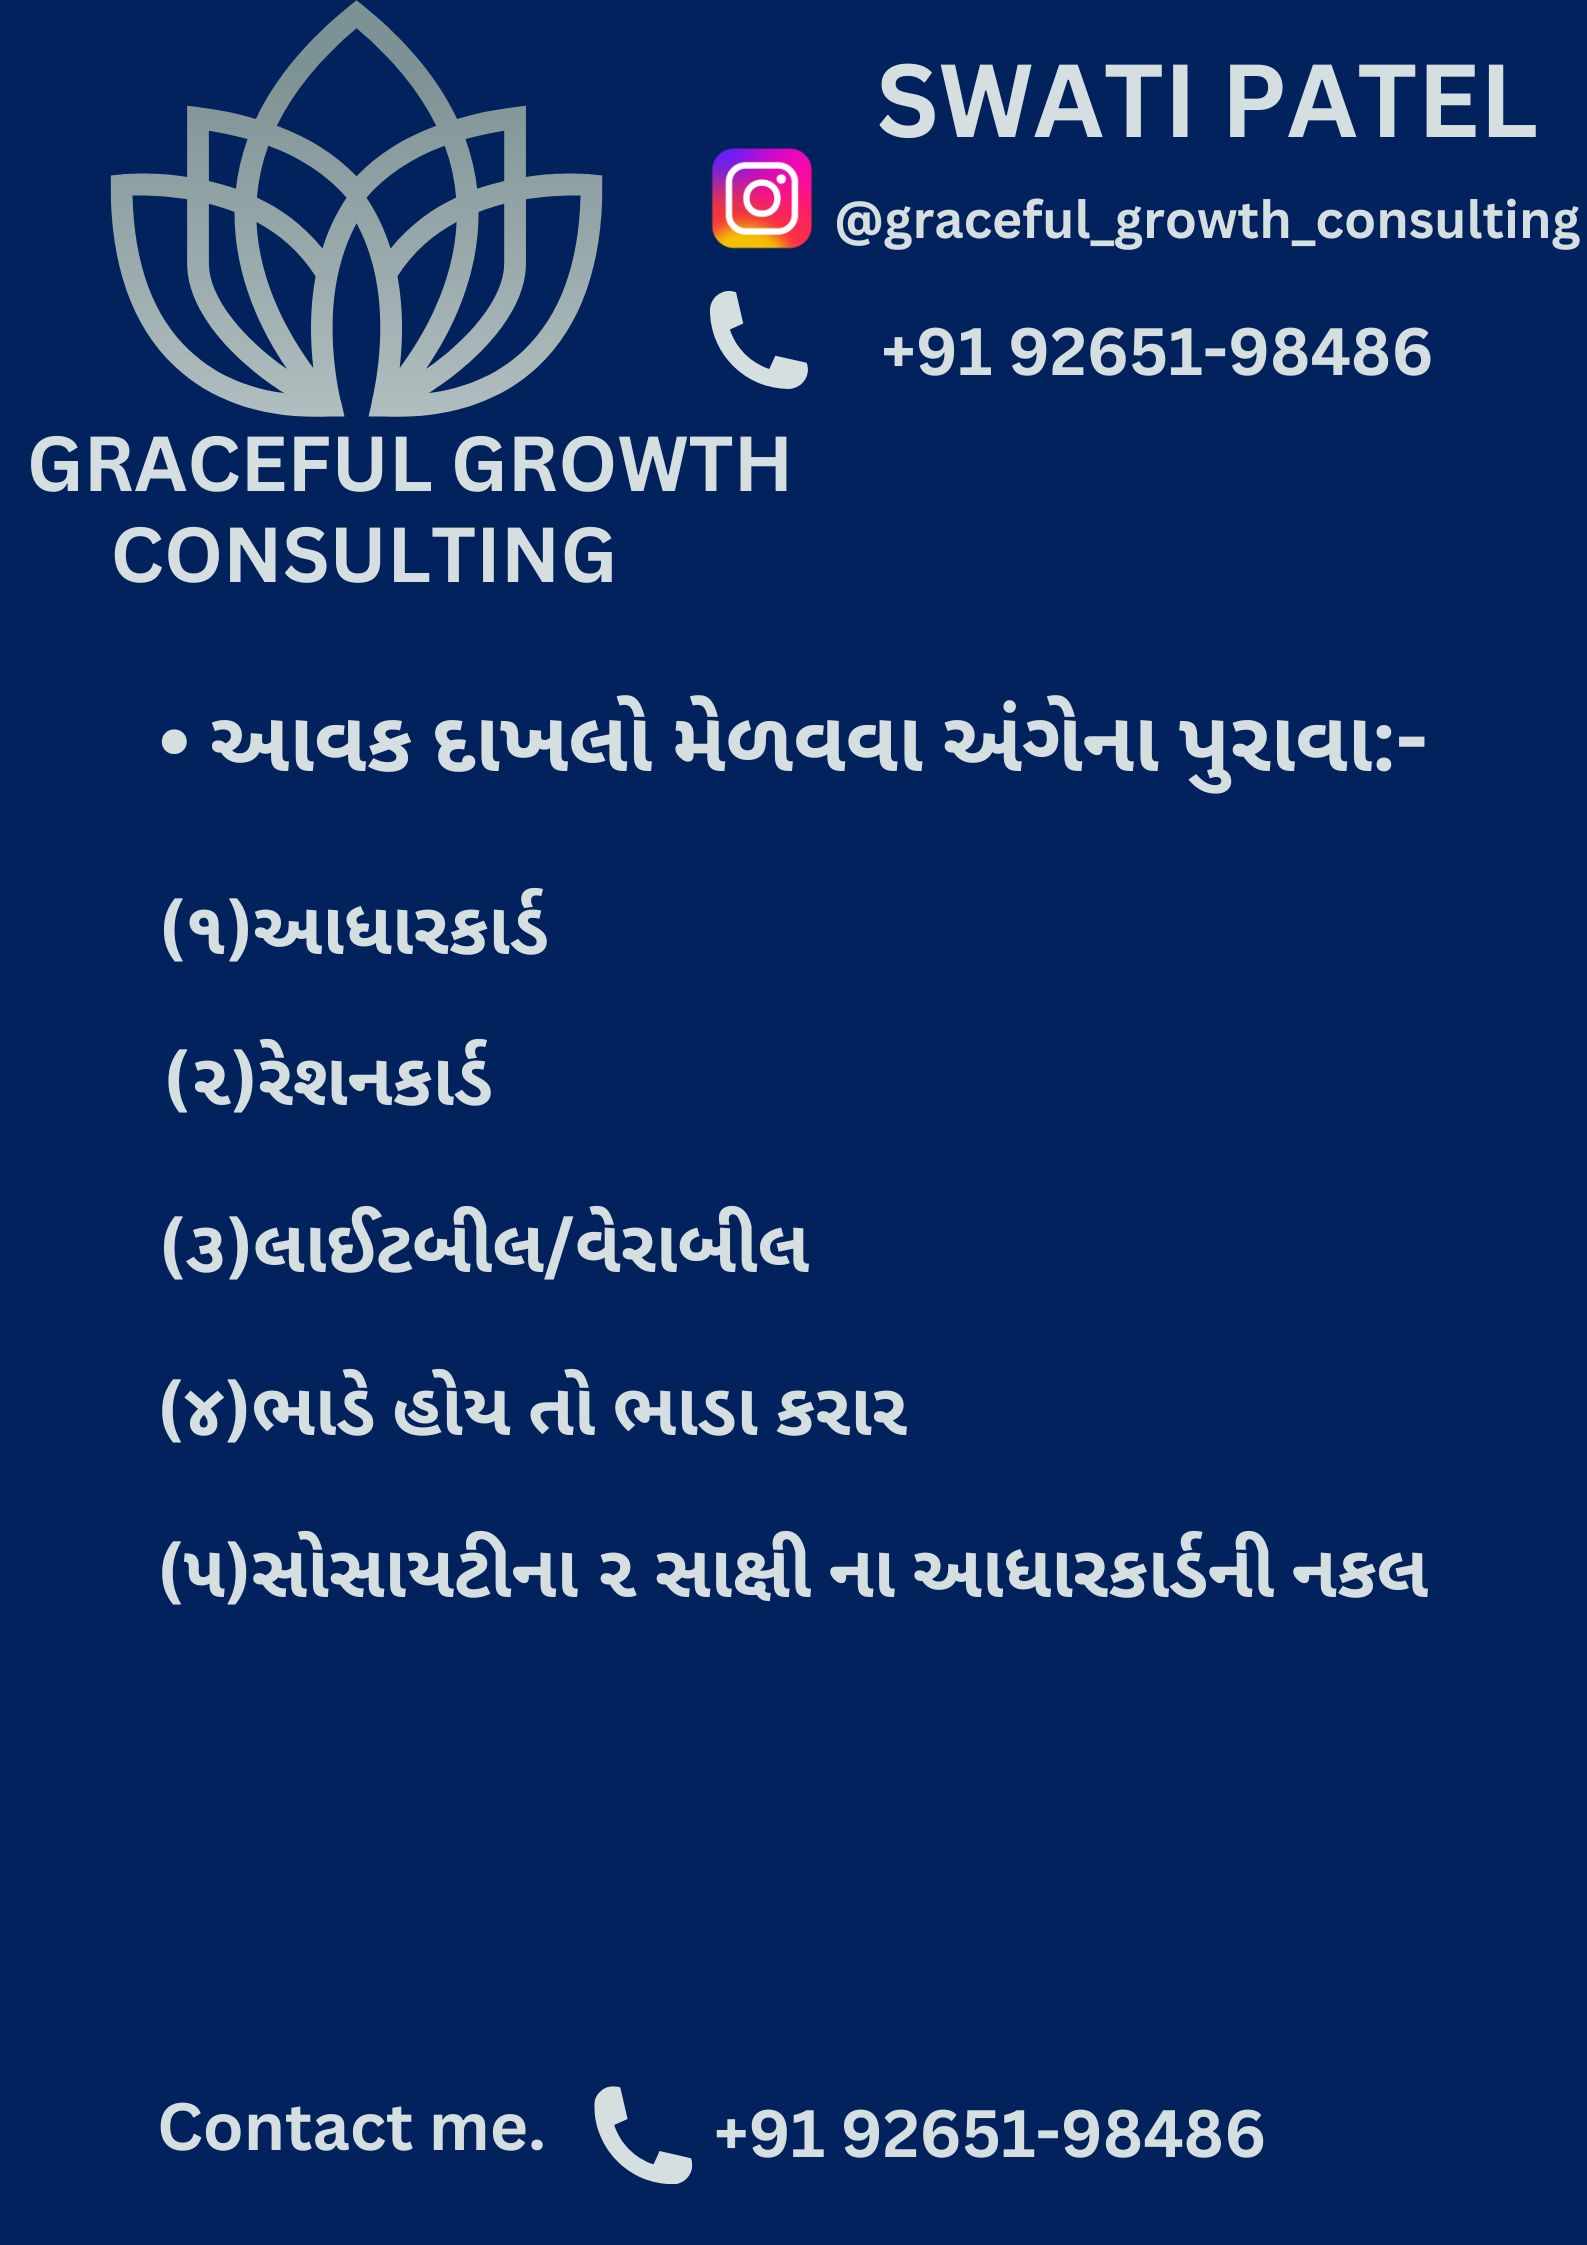 SWATI PATEL
@graceful_growth_consulting
+91 92651-98486
GRACEFUL GROWTH
CONSULTING
• આવક દાખલો મેળવવા અંગેના પુરાવા:-
(૧)આધારકાર્ડ
(૨)રેશનકાર્ડ
(૩)લાઈટબીલ/વેરાબીલ
(૪)ભાડે હોય તો ભાડા કરાર
(૫)સોસાયટીના ૨ સાક્ષી ના આધારકાર્ડની નકલ
Contact me. +91 92651-98486